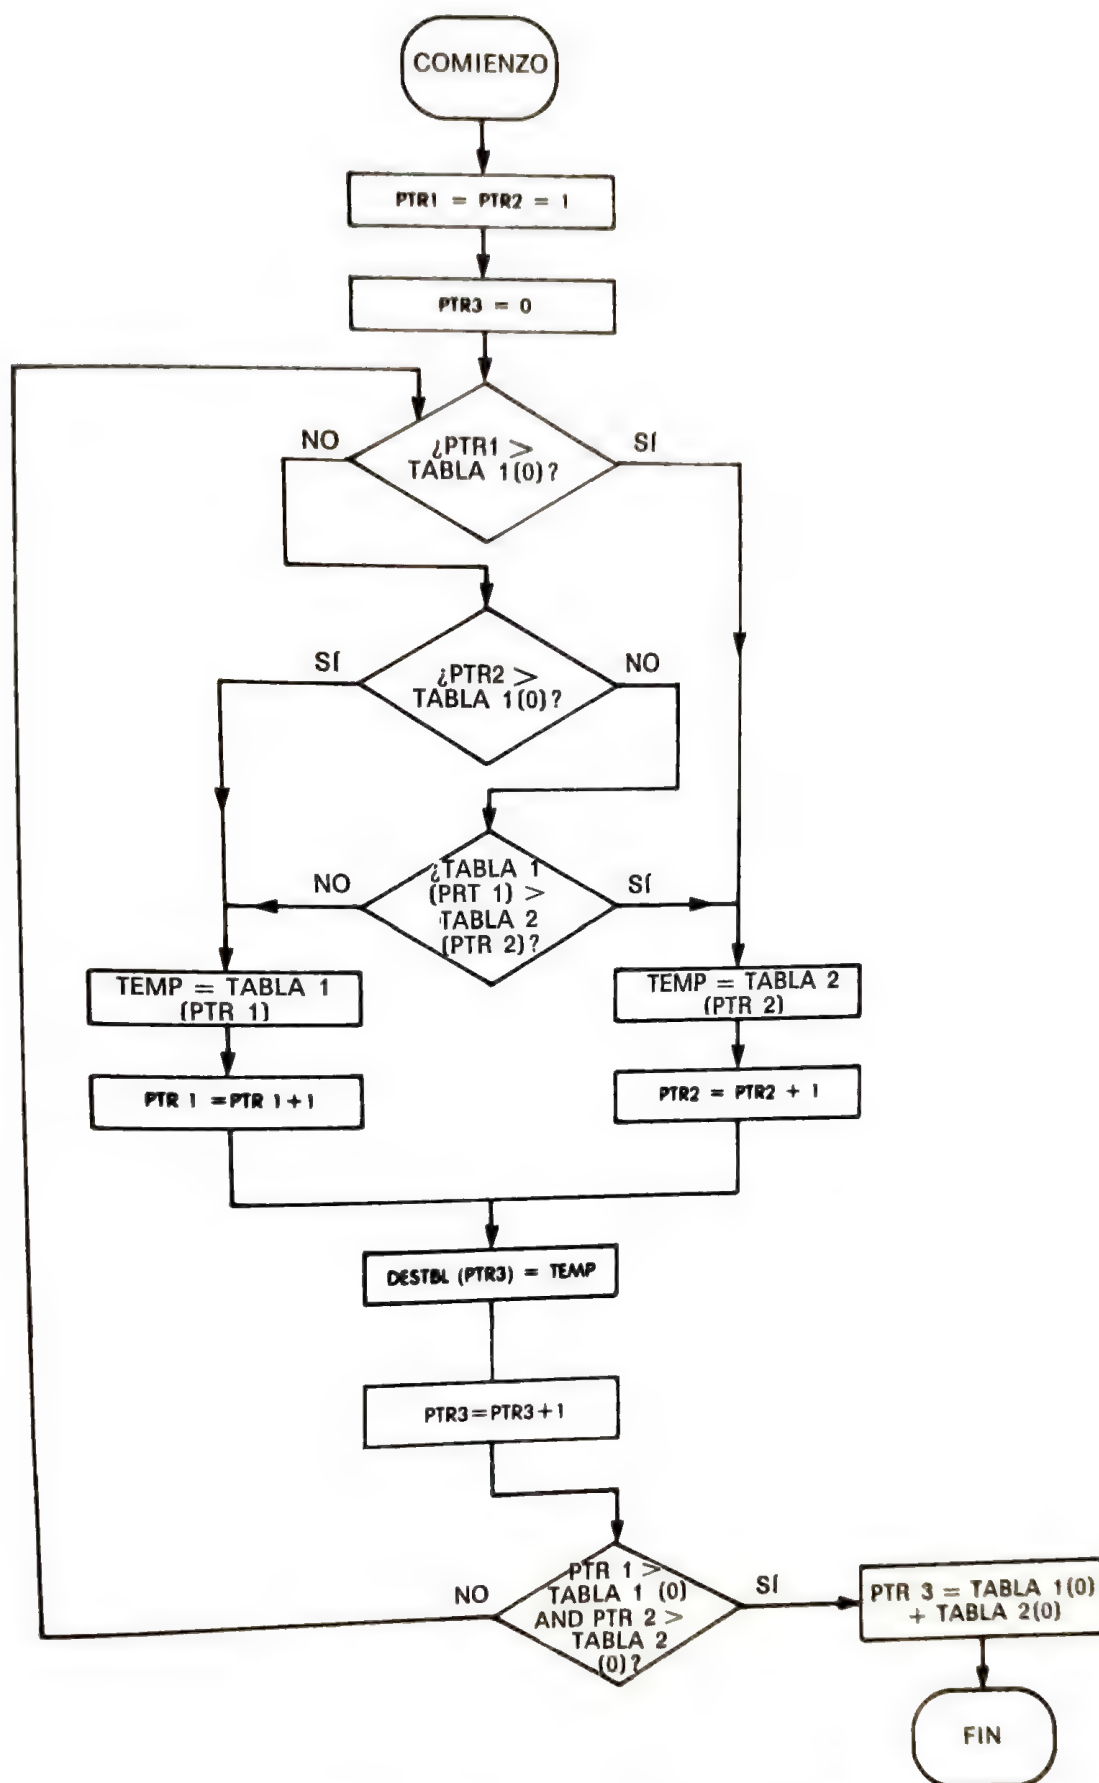 COMIENZO
PTR1 = PTR2 = 1
PTR3 = 0
NO
¿PTR1 >
TABLA 1(0)?
SÍ
SÍ
¿PTR2 >
TABLA 1(0)?
NO
NO
¿TABLA 1
(PRT 1) >
TABLA 2
(PTR 2)?
SÍ
TEMP = TABLA 1
(PTR 1)
TEMP = TABLA 2
(PTR 2)
PTR 1 =PTR 1+1
PTR2 = PTR2 + 1
DESTBL (PTR3) = TEMP
PTR3=PTR3+1
NO
PTR 1 >
TABLA 1 (0)
AND PTR 2 >
TABLA 2
(0)?
SÍ
PTR 3 = TABLA 1(0)
+ TABLA 2(0)
FIN